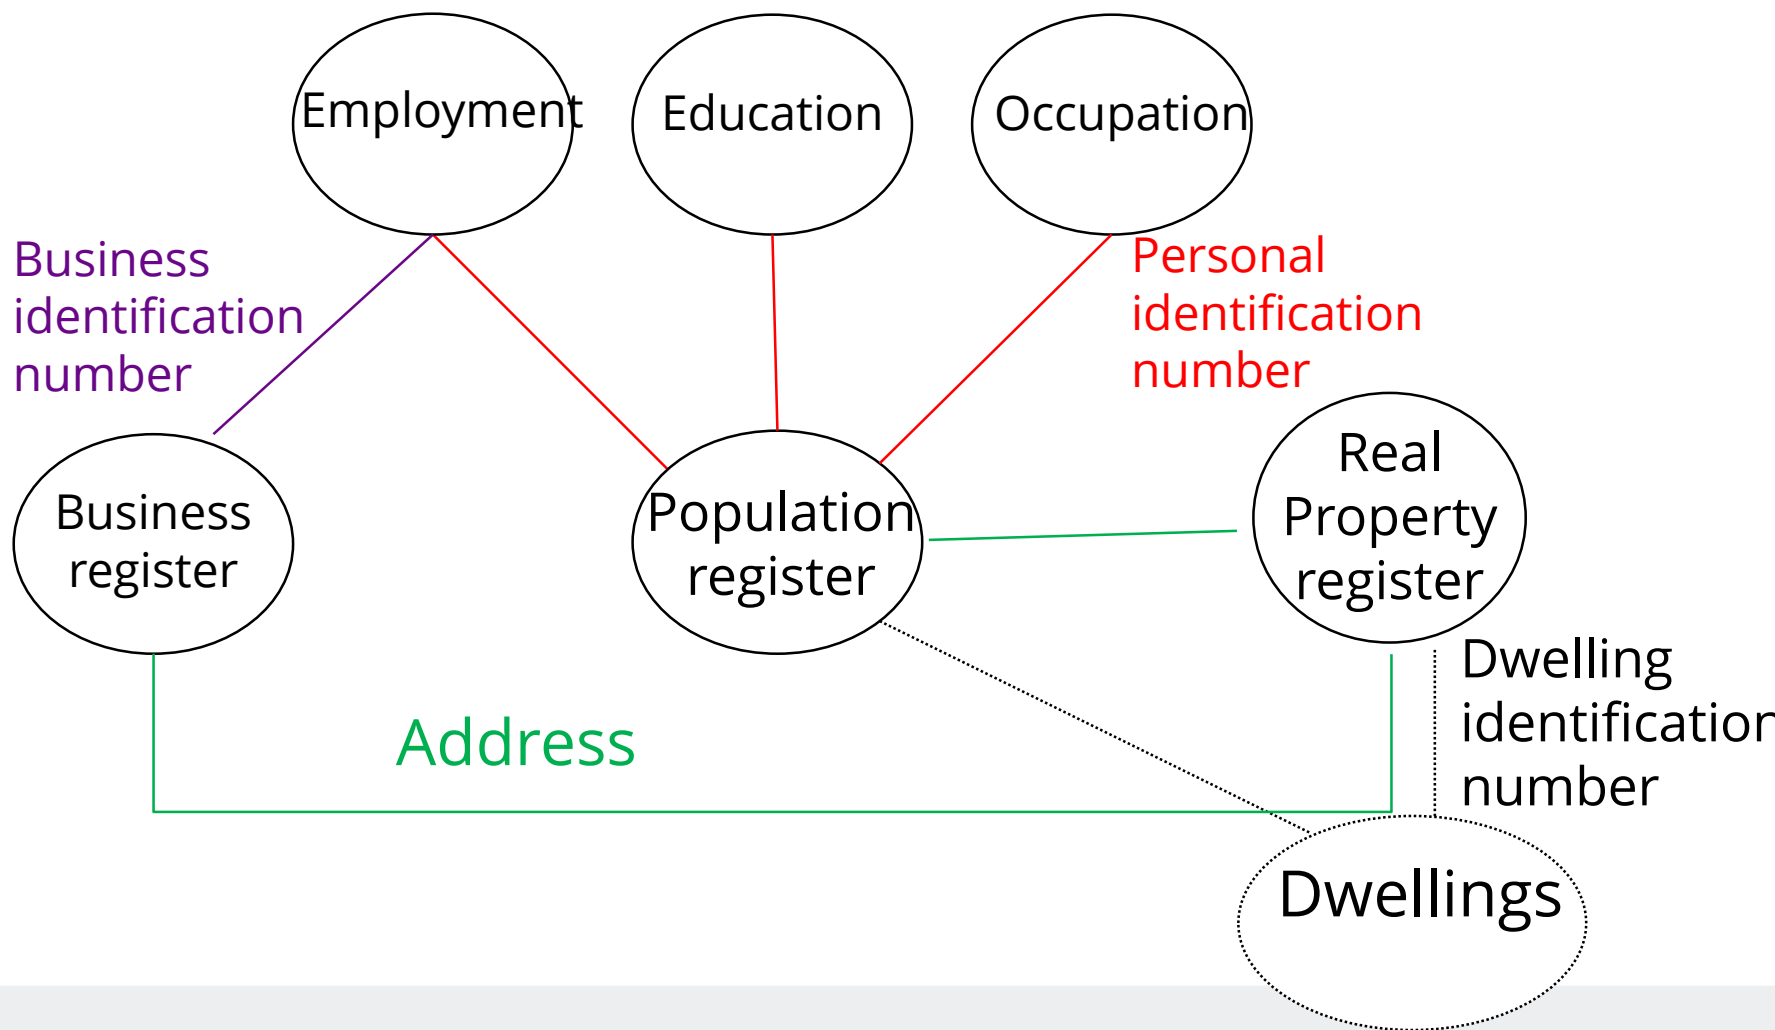 Employment
Education
Occupation
Business
identification
number
Personal
identification
number
Business
register
Population
register
Real
Property
register
Address
Dwelling
identification
number
Dwellings